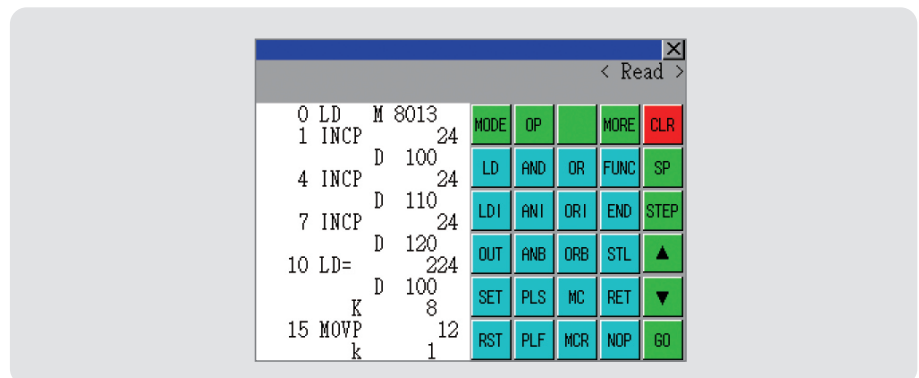 X
< Read >
0 LD M 8013
1 INCP 24
D 100
4 INCP 24
D 110
7 INCP 24
D 120
10 LD= 224
D 100
K 8
15 MOVP 12
k 1
MODE OP MORE CLR
LD AND OR FUNC SP
LDI ANI ORI END STEP
OUT ANB ORB STL ▲
SET PLS MC RET ▼
RST PLF MCR NOP GO